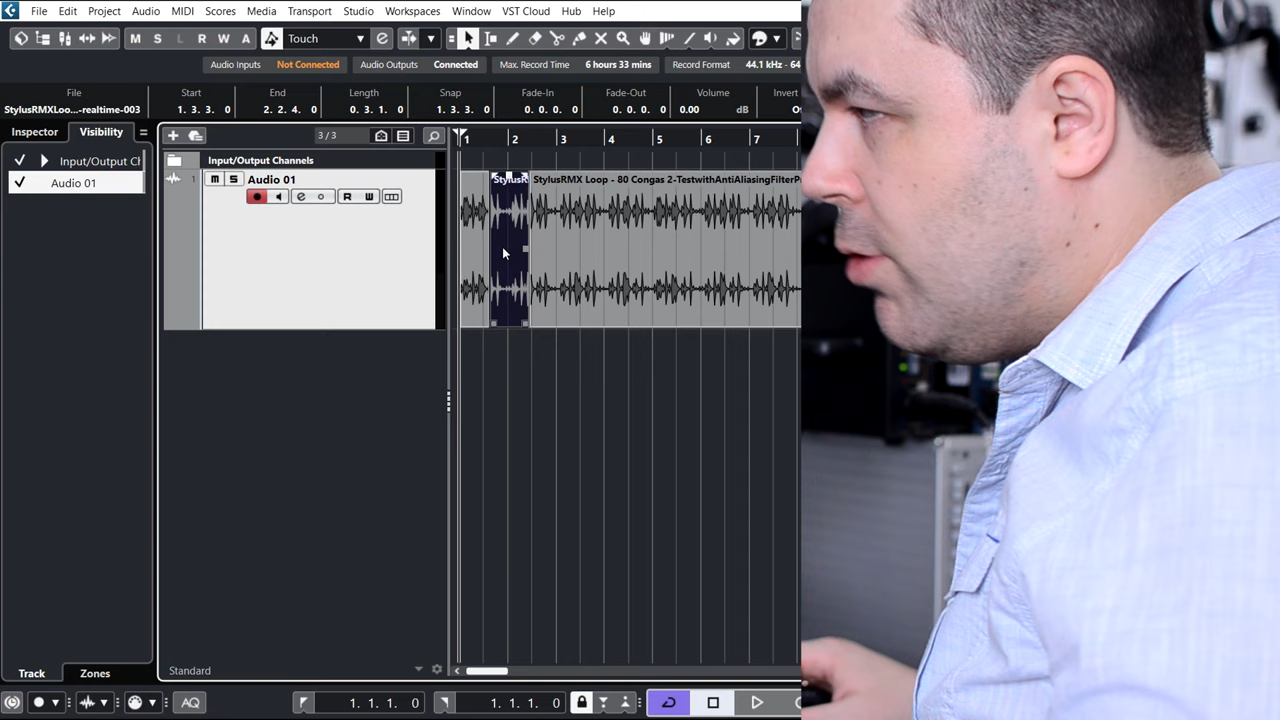 File Edit Project Audio MIDI Scores Media Transport Studio Workspaces Window VST Cloud Hub Help
M S L R W A Touch
Audio Inputs Not Connected Audio Outputs Connected Max. Record Time 6 hours 33 mins Record Format 44.1 kHz - 64
File Start End Length Snap Fade-In Fade-Out Volume Invert
StylusRMXLoo...-realtime-003 1. 3. 3. 0 2. 2. 4. 0 0. 3. 1. 0 1. 3. 3. 0 0. 0. 0. 0 0. 0. 0. 0 0.00 dB
Inspector Visibility 3/3 1 2 3 4 5 6 7
Input/Output Ch Input/Output Channels
Audio 01 1 m S Audio 01 StylusR StylusRMX Loop - 80 Congas 2-TestwithAntiAliasingFilterP
e R W
Track Zones Standard
AQ 1. 1. 1. 0 1. 1. 1. 0